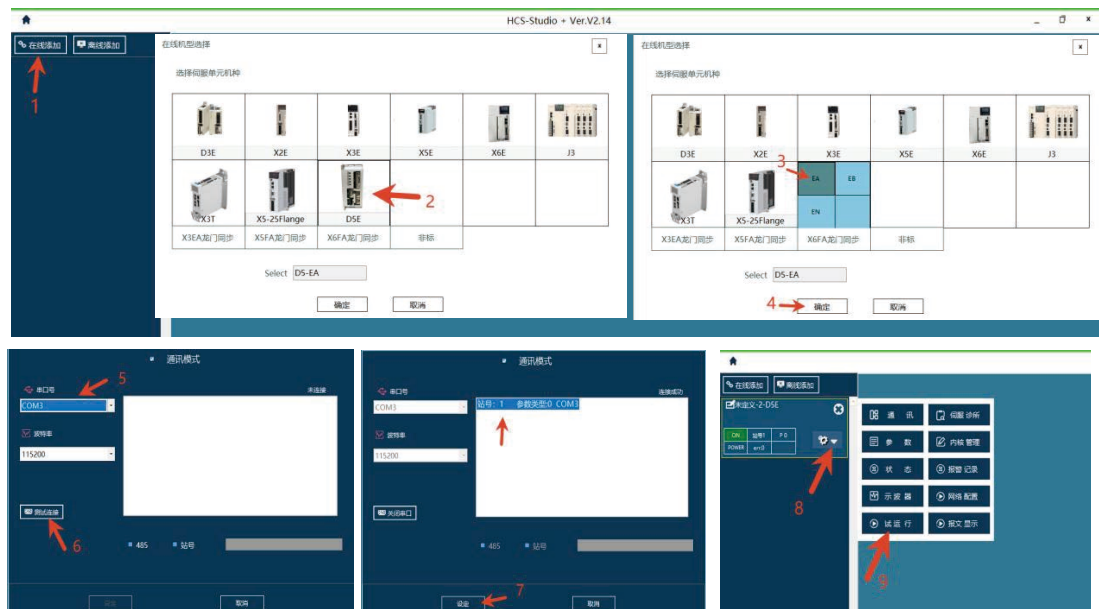 HCS-Studio + Ver.V2.14
在线添加 离线添加
1
在线机型选择
选择伺服单元机种
D3E X2E X3E X5E X6E J3
X3T X5-25Flange D5E
2
X3EA龙门同步 X5FA龙门同步 X6FA龙门同步 非标
Select D5-EA
确定 取消
在线机型选择
选择伺服单元机种
D3E X2E X3E X5E X6E J3
3
EA EB
EN
X3T X5-25Flange
X3EA龙门同步 X5FA龙门同步 X6FA龙门同步 非标
Select D5-EA
4
确定 取消
通讯模式
5
串口号 未连接
COM3
波特率
115200
测试连接
6
485 站号
设定 取消
通讯模式
串口号 连接成功
COM3
站号：1 参数类型:0 COM3
波特率
115200
关闭串口
485 站号
7
设定 取消
在线添加 离线添加
未定义-2-D5E
ON 站号1 P 0
POWER err:0
8
通 讯 伺服 诊断
参 数 内核 管理
状 态 报警 记录
示 波 器 网络 配置
试 运 行 报文 显示
9